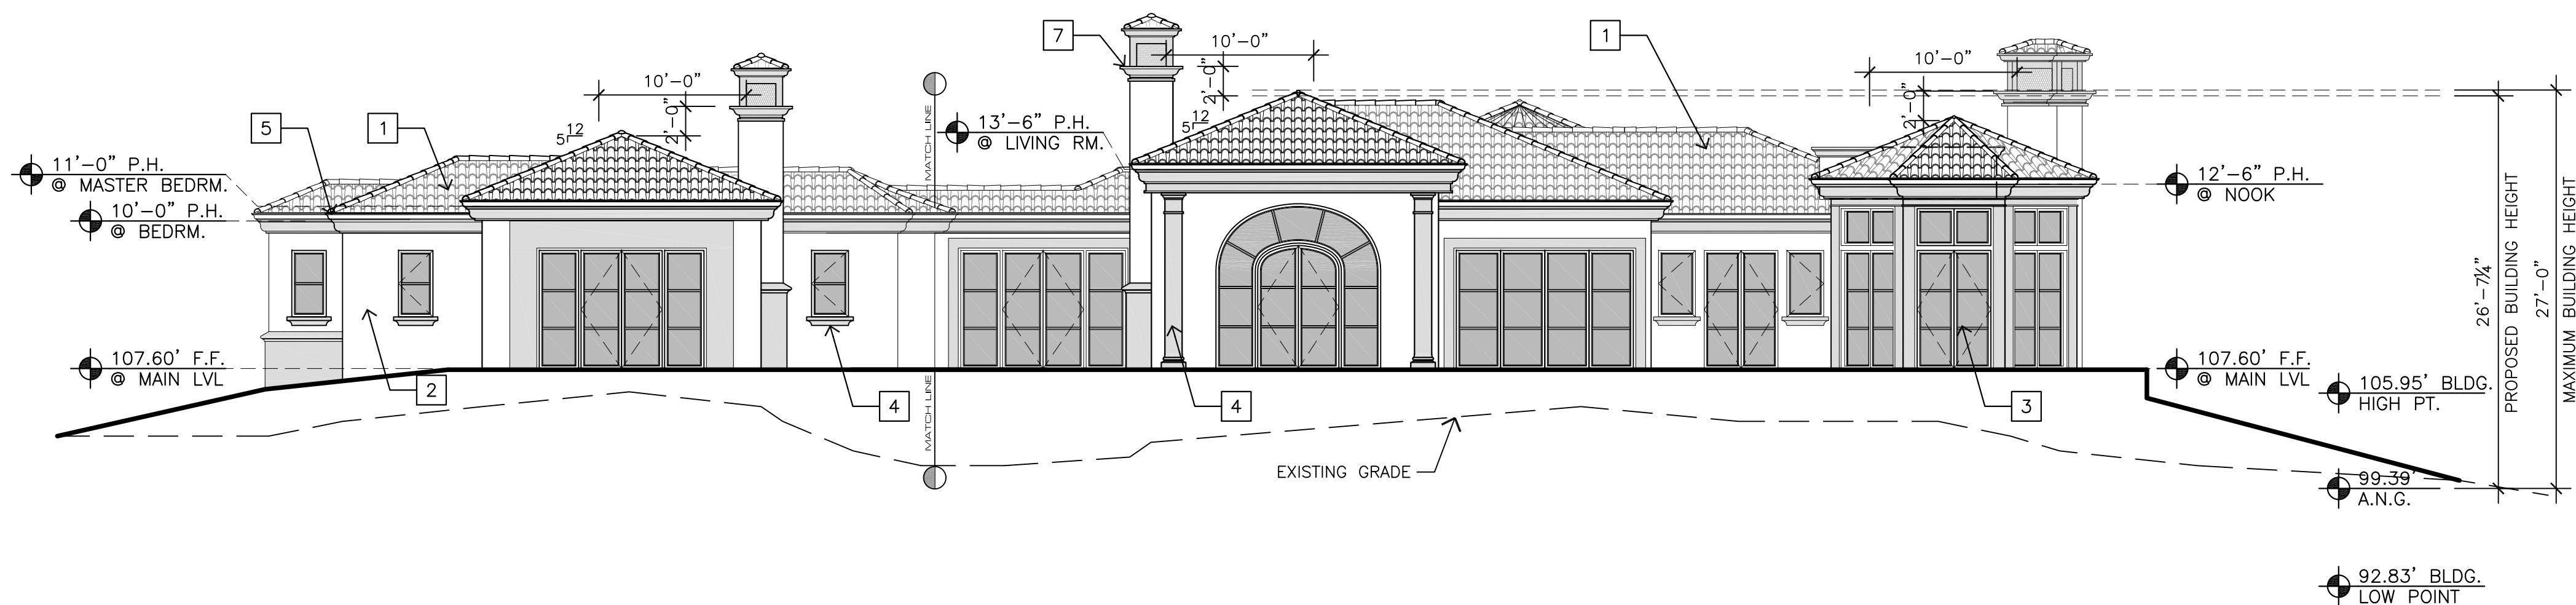 7
10'-0"
2'-0"
1
10'-0"
2'-0"
10'-0"
2'-0"
5
1
12
5
MATCH LINE
13'-6" P.H.
@ LIVING RM.
12
5
11'-0" P.H.
@ MASTER BEDRM.
10'-0" P.H.
@ BEDRM.
12'-6" P.H.
@ NOOK
107.60' F.F.
@ MAIN LVL
2
4
MATCH LINE
4
3
107.60' F.F.
@ MAIN LVL
105.95' BLDG.
HIGH PT.
26'-7¼"
PROPOSED BUILDING HEIGHT
27'-0"
MAXIMUM BUILDING HEIGHT
EXISTING GRADE
99.39'
A.N.G.
92.83' BLDG.
LOW POINT